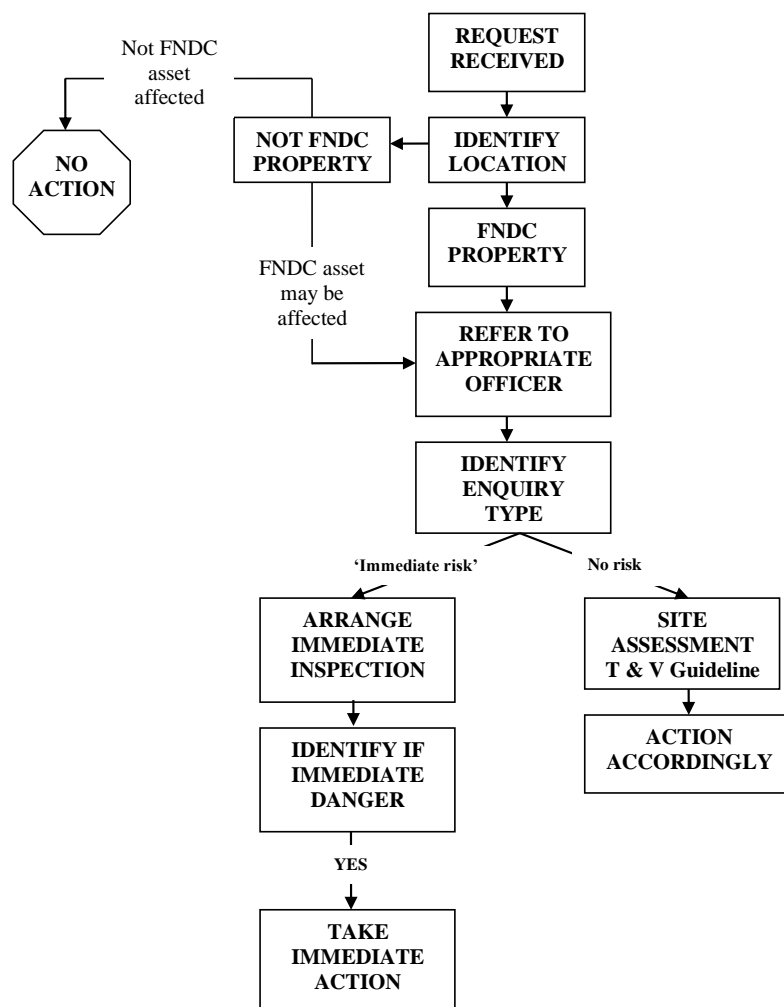 REQUEST
RECEIVED
Not FNDC
asset
affected
IDENTIFY
LOCATION
NOT FNDC
PROPERTY
NO
ACTION
FNDC
PROPERTY
FNDC asset
may be
affected
REFER TO
APPROPRIATE
OFFICER
IDENTIFY
ENQUIRY
TYPE
‘Immediate risk’
No risk
ARRANGE
IMMEDIATE
INSPECTION
SITE
ASSESSMENT
T & V Guideline
IDENTIFY IF
IMMEDIATE
DANGER
ACTION
ACCORDINGLY
YES
TAKE
IMMEDIATE
ACTION